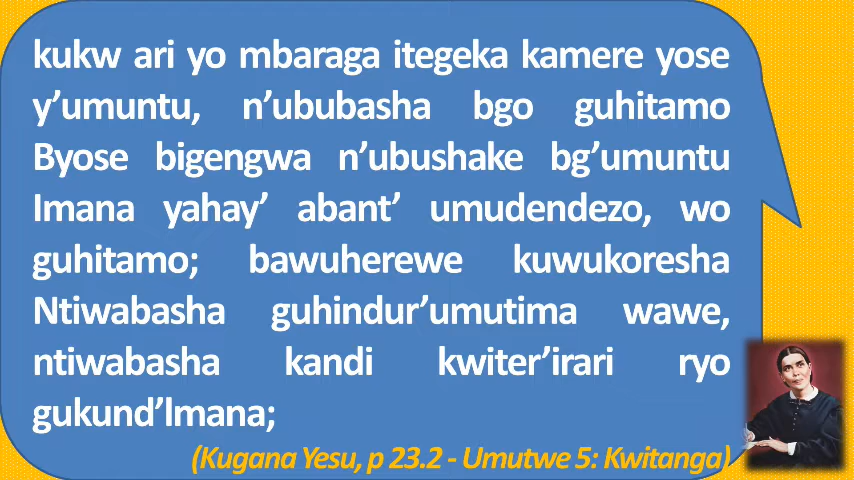 kukw ari yo mbaraga itegeka kamere yose
y’umuntu, n’ububasha bgo guhitamo
Byose bigengwa n’ubushake bg’umuntu
Imana yahay’ abant’ umudendezo, wo
guhitamo; bawuherewe kuwukoresha
Ntiwabasha guhindur’umutima wawe,
ntiwabasha kandi kwiter’irari ryo
gukund’Imana;
(Kugana Yesu, p 23.2 - Umutwe 5: Kwitanga)